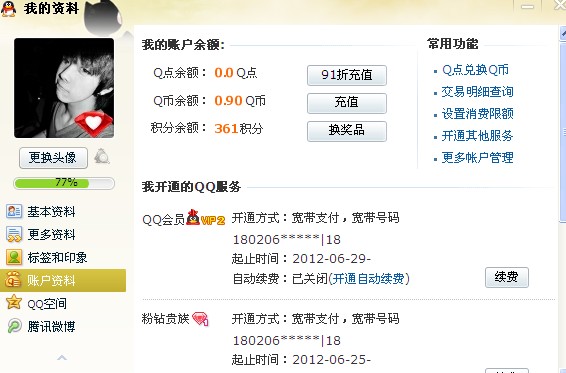 我的资料
我的账户余额:
Q点余额： 0.0 Q点
91折充值
Q币余额： 0.90 Q币
充值
积分余额： 361积分
换奖品
常用功能
Q点兑换Q币
交易明细查询
设置消费限额
开通其他服务
更多帐户管理
更换头像
77%
基本资料
更多资料
标签和印象
账户资料
QQ空间
腾讯微博
我开通的QQ服务
QQ会员 VIP2 开通方式：宽带支付，宽带号码
180206*****|18
起止时间：2012-06-29-
自动续费：已关闭(开通自动续费)
续费
粉钻贵族 开通方式：宽带支付，宽带号码
180206*****|18
起止时间：2012-06-25-